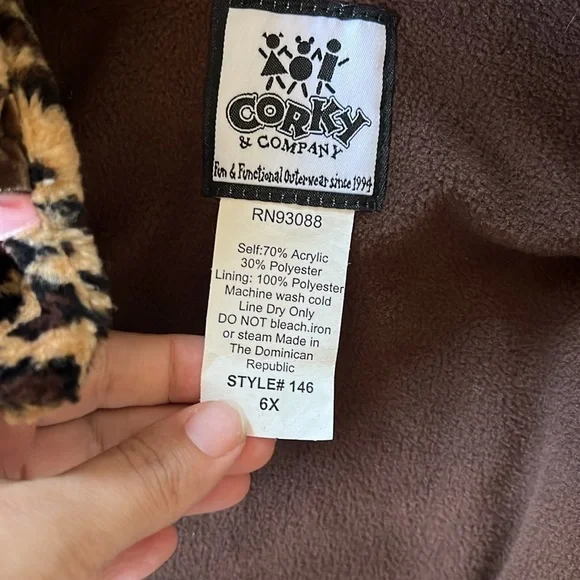 CORKY
& COMPANY
Fun & Functional Outerwear since 1994
RN93088
Self:70% Acrylic
30% Polyester
Lining: 100% Polyester
Machine wash cold
Line Dry Only
DO NOT bleach.iron
or steam Made in
The Dominican
Republic
STYLE# 146
6X